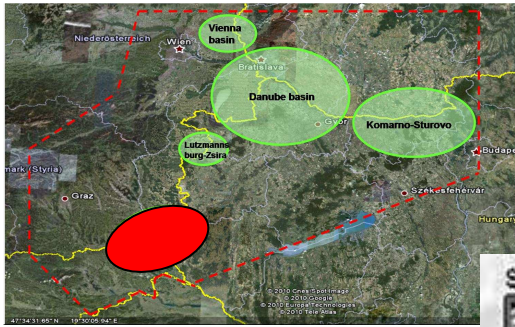 Vienna
basin
Niederösterreich
Wien
Bratislava
Danube basin
Győr
Komarno-Sturovo
Lutzmanns
burg-Zsira
Budape
mark (Styria)
Graz
Székesfehérvár
Hungary
© 2010 Cnes/Spot Image
© 2010 Google
© 2010 Europa Technologies
© 2010 Tele Atlas
47°34'31.65" N 19°30'05.94" E